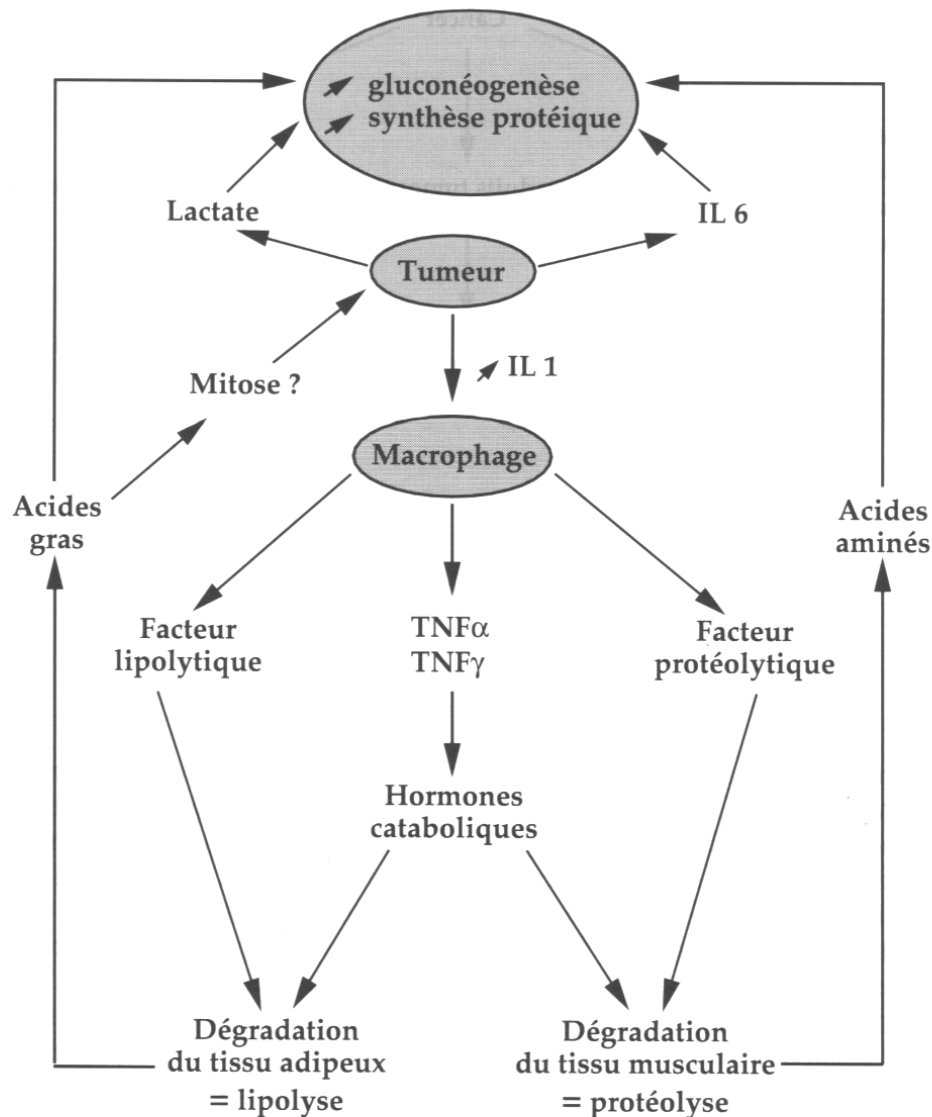 Cancer
gluconéogenèse
synthèse protéique
Lactate
IL 6
Tumeur
IL 1
Mitose ?
Macrophage
Acides
gras
Acides
aminés
Facteur
lipolytique
TNFα
TNFγ
Facteur
protéolytique
Hormones
cataboliques
Dégradation
du tissu adipeux
= lipolyse
Dégradation
du tissu musculaire
= protéolyse